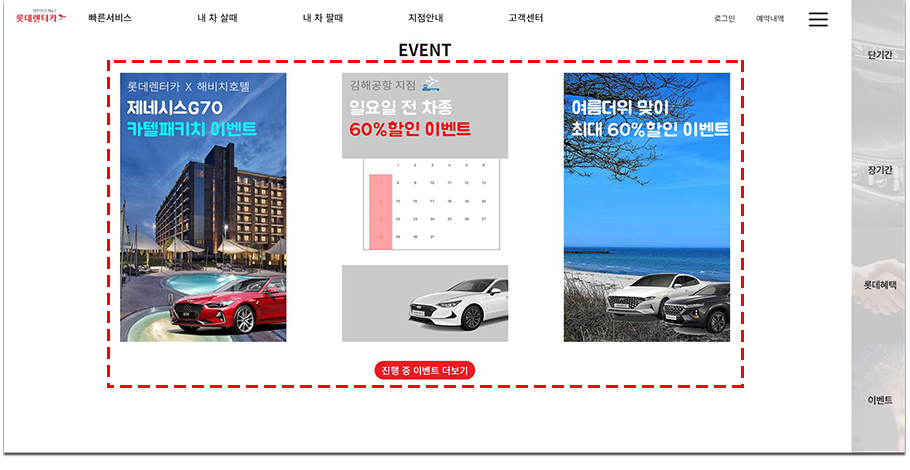 대한민국 No.1
롯데렌터카
빠른서비스
내 차 살때
내 차 팔때
지점안내
고객센터
로그인
예약내역
EVENT
롯데렌터카 X 해비치호텔
제네시스G70
카텔패키치 이벤트
김해공항 지점
일요일 전 차종
60%할인 이벤트
1 2 3 4 5 6
7 8 9 10 11 12 13
14 15 16 17 18 19 20
21 22 23 24 25 26 27
28 29 30 31
여름더위 맞이
최대 60%할인 이벤트
진행 중 이벤트 더보기
단기간
장기간
롯데혜택
이벤트